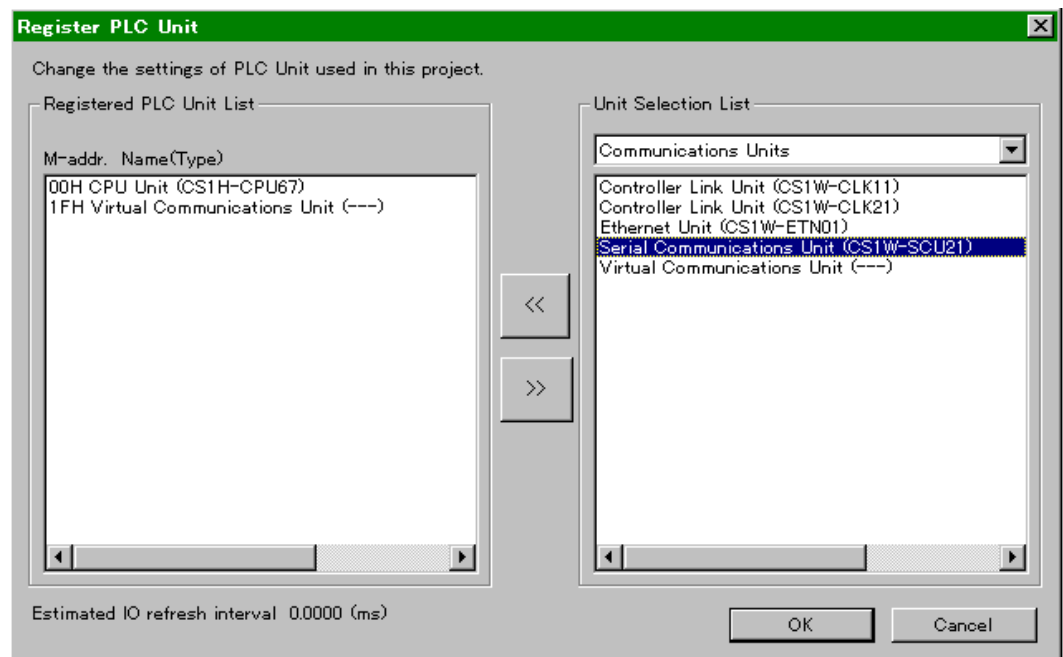 Register PLC Unit
Change the settings of PLC Unit used in this project.
Registered PLC Unit List
M-addr. Name(Type)
00H CPU Unit (CS1H-CPU67)
1FH Virtual Communications Unit (---)
<<
>>
Unit Selection List
Communications Units
Controller Link Unit (CS1W-CLK11)
Controller Link Unit (CS1W-CLK21)
Ethernet Unit (CS1W-ETN01)
Serial Communications Unit (CS1W-SCU21)
Virtual Communications Unit (---)
Estimated IO refresh interval 0.0000 (ms)
OK
Cancel